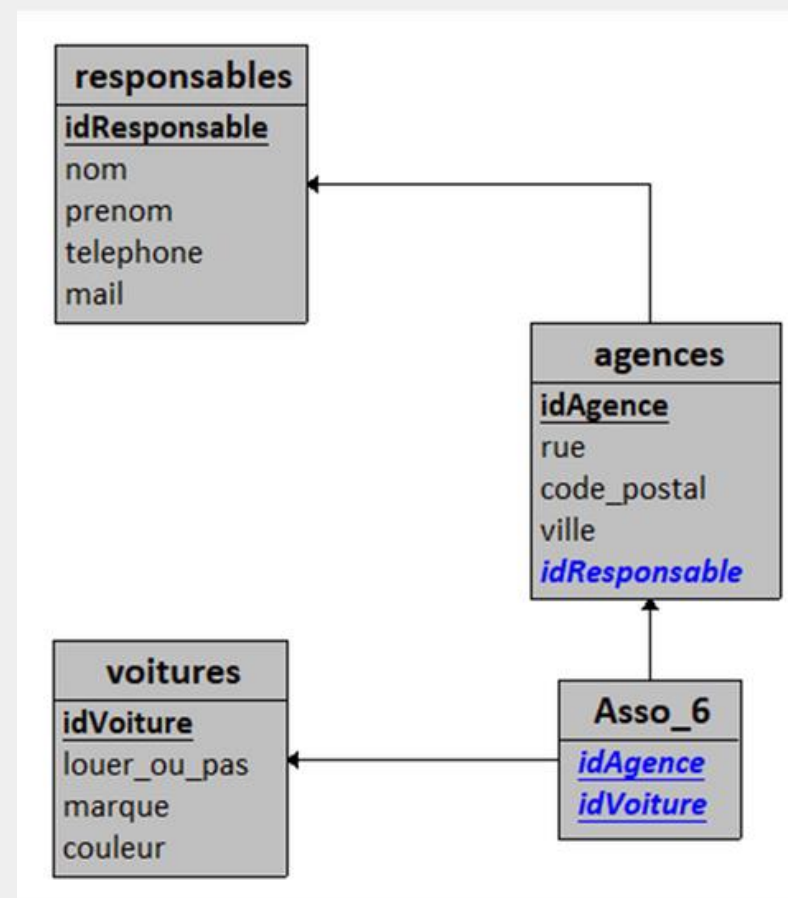 responsables
idResponsable
nom
prenom
telephone
mail
agences
idAgence
rue
code_postal
ville
idResponsable
voitures
idVoiture
louer_ou_pas
marque
couleur
Asso_6
idAgence
idVoiture